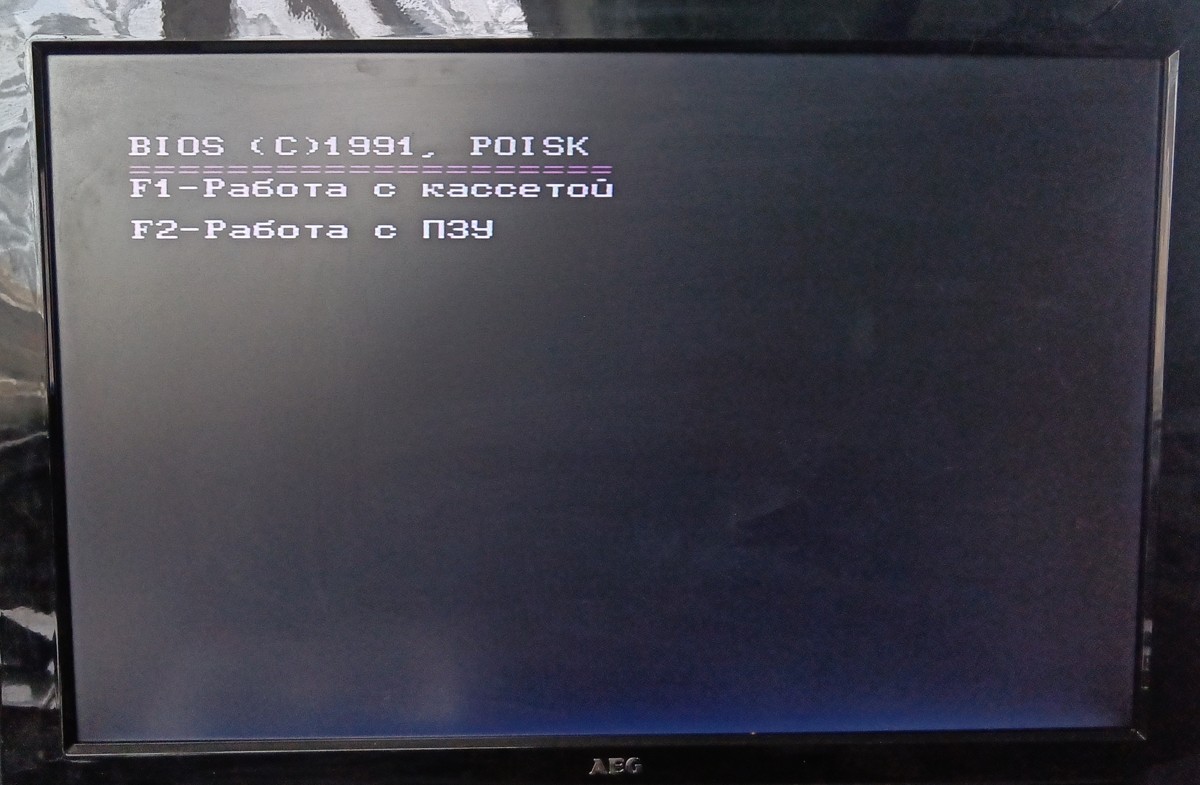 BIOS (C)1991, POISK
====================
F1-Работа с кассетой
F2-Работа с ПЗУ
AEG